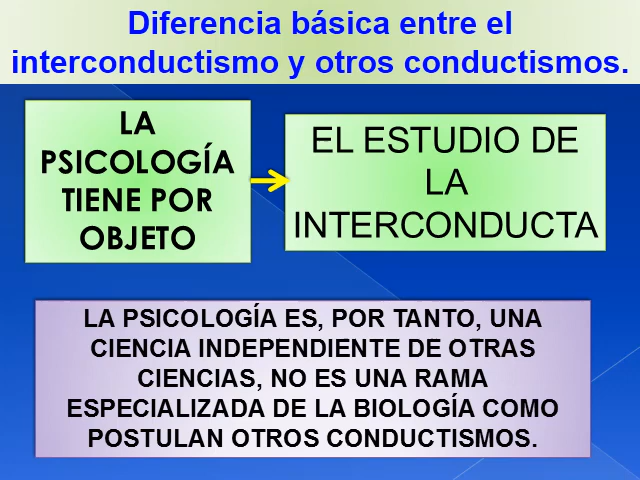 Diferencia básica entre el
interconductismo y otros conductismos.
LA
PSICOLOGÍA
TIENE POR
OBJETO
EL ESTUDIO DE
LA
INTERCONDUCTA
LA PSICOLOGÍA ES, POR TANTO, UNA
CIENCIA INDEPENDIENTE DE OTRAS
CIENCIAS, NO ES UNA RAMA
ESPECIALIZADA DE LA BIOLOGÍA COMO
POSTULAN OTROS CONDUCTISMOS.